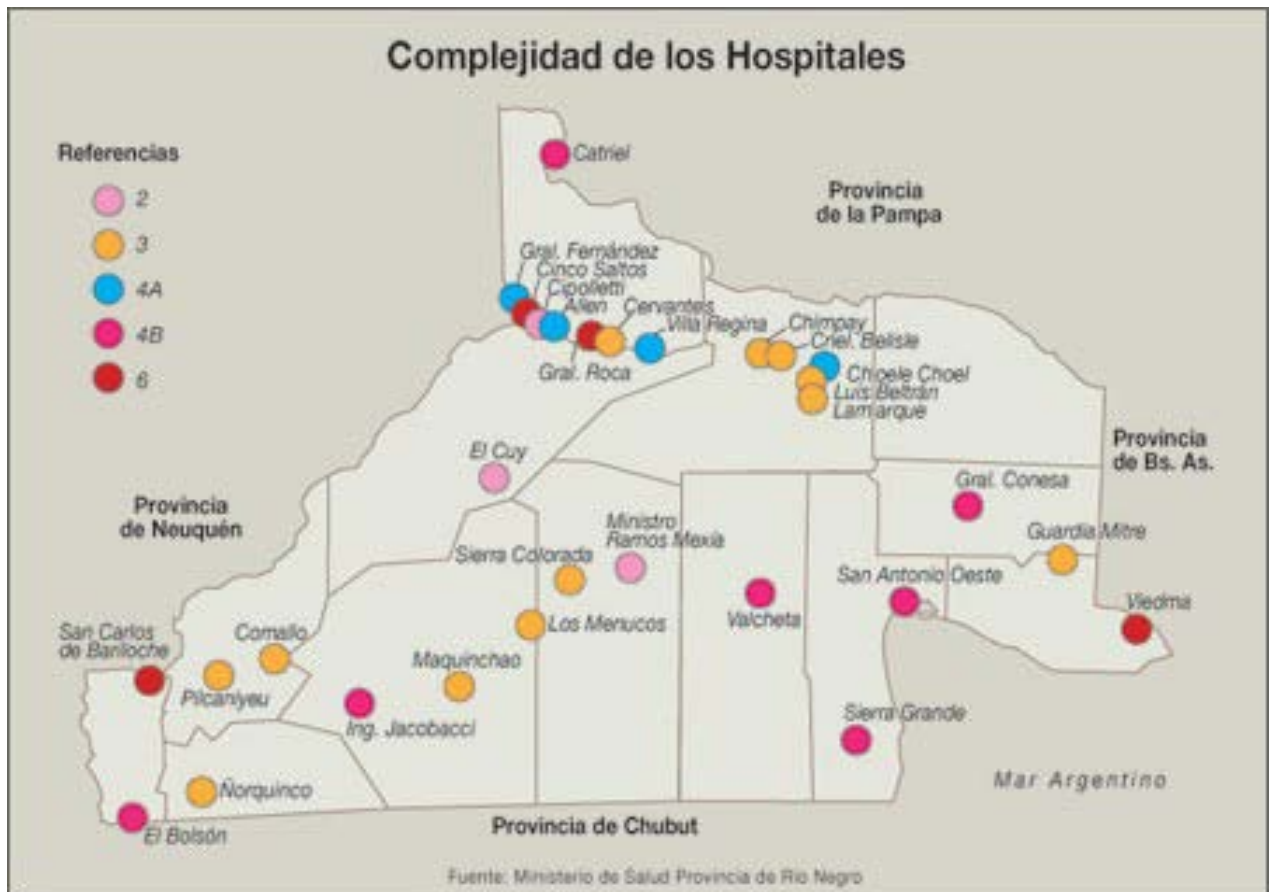 Complejidad de los Hospitales
Referencias
2
3
4A
4B
6
Catriel
Provincia
de la Pampa
Gral. Fernández
Cinco Saltos
Cipolletti
Allen
Cervantes
Villa Regina
Chimpay
Cnel. Belisle
Gral. Roca
Choele Choel
Luis Beltrán
Lamarque
El Cuy
Provincia
de Bs. As.
Gral. Conesa
Provincia
de Neuquén
Ministro
Ramos Mexía
Guardia Mitre
Sierra Colorada
San Antonio Oeste
Viedma
Valcheta
Los Menucos
San Carlos
de Bariloche
Comallo
Maquinchao
Pilcaniyeu
Ing. Jacobacci
Sierra Grande
Mar Argentino
Ñorquinco
El Bolsón
Provincia de Chubut
Fuente: Ministerio de Salud Provincia de Río Negro